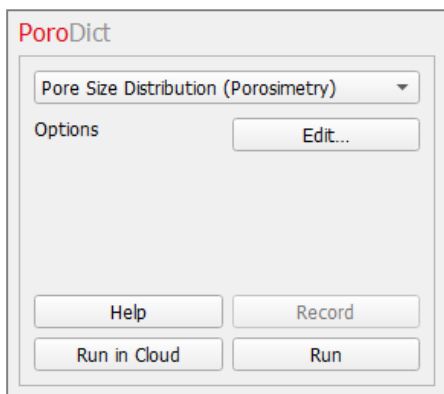 PoroDict
Pore Size Distribution (Porosimetry)
Options
Edit...
Help
Record
Run in Cloud
Run